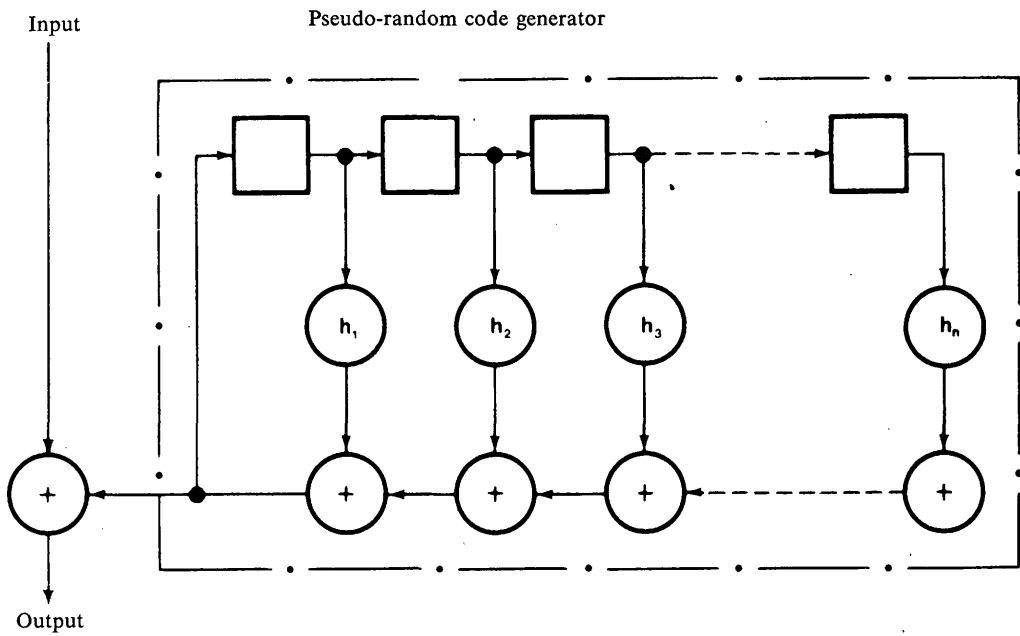 Pseudo-random code generator
Input
h₁
h₂
h₃
hₙ
+
+
+
+
+
Output